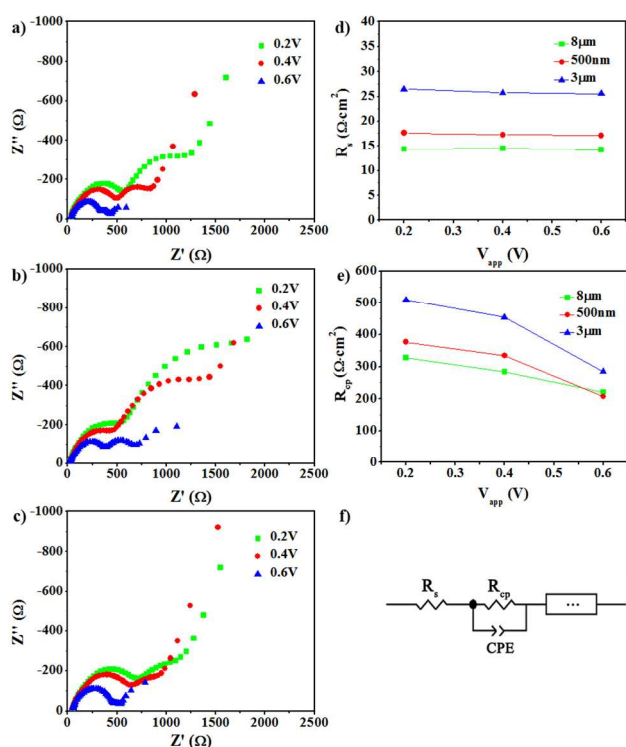 a)
-1000
-800
-600
-400
-200
0
Z'' (Ω)
0.2V
0.4V
0.6V
0 500 1000 1500 2000 2500
Z' (Ω)
d)
40
35
30
25
20
15
10
5
0
Rs (Ω·cm²)
8μm
500nm
3μm
0.2 0.3 0.4 0.5 0.6
Vapp (V)
b)
-1000
-800
-600
-400
-200
0
Z'' (Ω)
0.2V
0.4V
0.6V
0 500 1000 1500 2000 2500
Z' (Ω)
e)
600
500
400
300
200
100
0
Rcp (Ω·cm²)
8μm
500nm
3μm
0.2 0.3 0.4 0.5 0.6
Vapp (V)
c)
-1000
-800
-600
-400
-200
0
Z'' (Ω)
0.2V
0.4V
0.6V
0 500 1000 1500 2000 2500
Z' (Ω)
f)
Rs Rcp
...
CPE